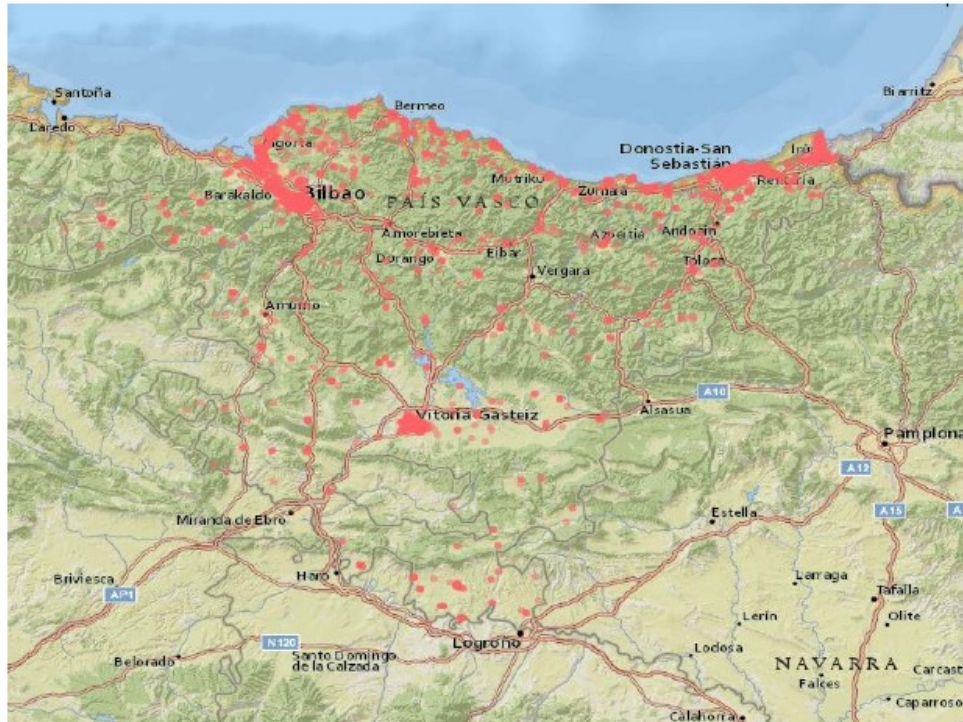 Santoña
Laredo
Bermeo
Biarritz
Algorta
Donostia-San
Sebastián
Irún
Barakaldo
Bilbao
Mutriku
Zumaia
Rentería
PAÍS VASCO
Amorebieta
Azpeitia
Andoain
Durango
Eibar
Tolosa
Vergara
Amurrio
A10
Vitoria Gasteiz
Alsasua
Pamplona
A12
Miranda de Ebro
Estella
A15
Briviesca
Haro
Larraga
AP1
Tafalla
Lerín
Olite
N120
Logroño
Belorado
Santo Domingo
de la Calzada
Lodosa
NAVARRA
Falces
Carcast
Caparroso
Calahorra